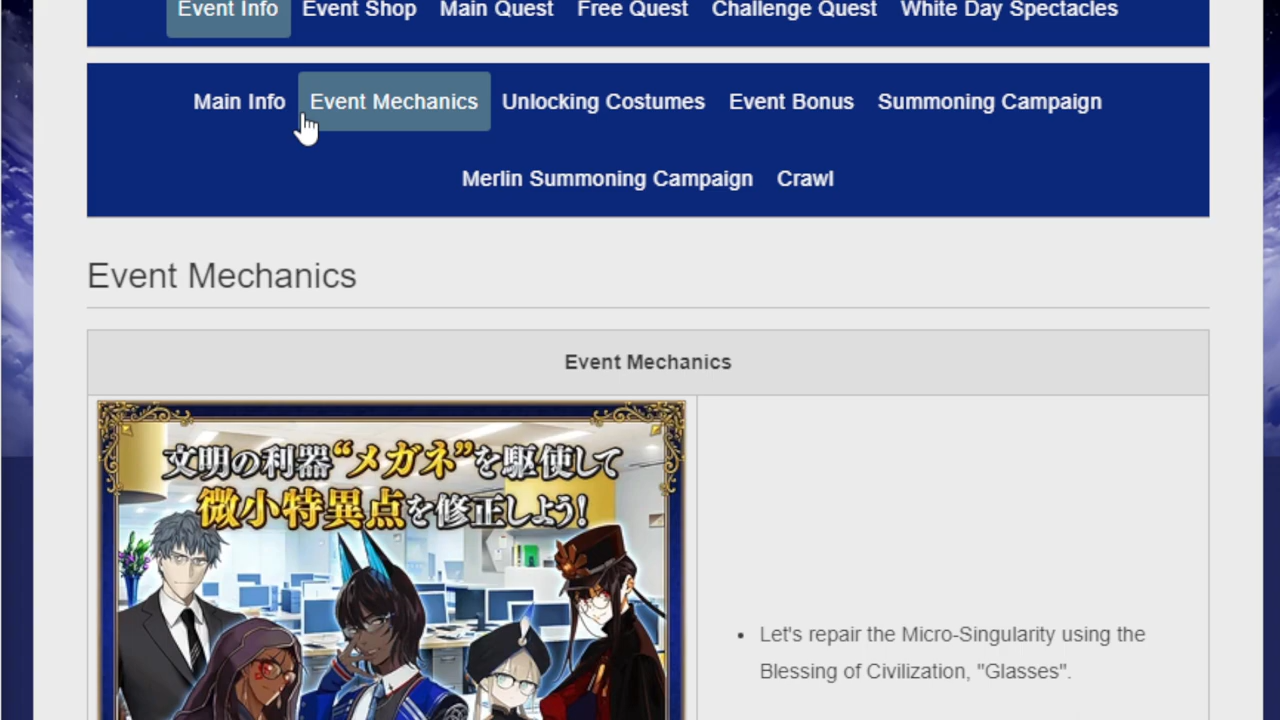 Event Info Event Shop Main Quest Free Quest Challenge Quest White Day Spectacles
Main Info Event Mechanics Unlocking Costumes Event Bonus Summoning Campaign
Merlin Summoning Campaign Crawl
Event Mechanics
Event Mechanics
文明の利器“メガネ”を駆使して
微小特異点を修正しよう!
Let's repair the Micro-Singularity using the
Blessing of Civilization, "Glasses".